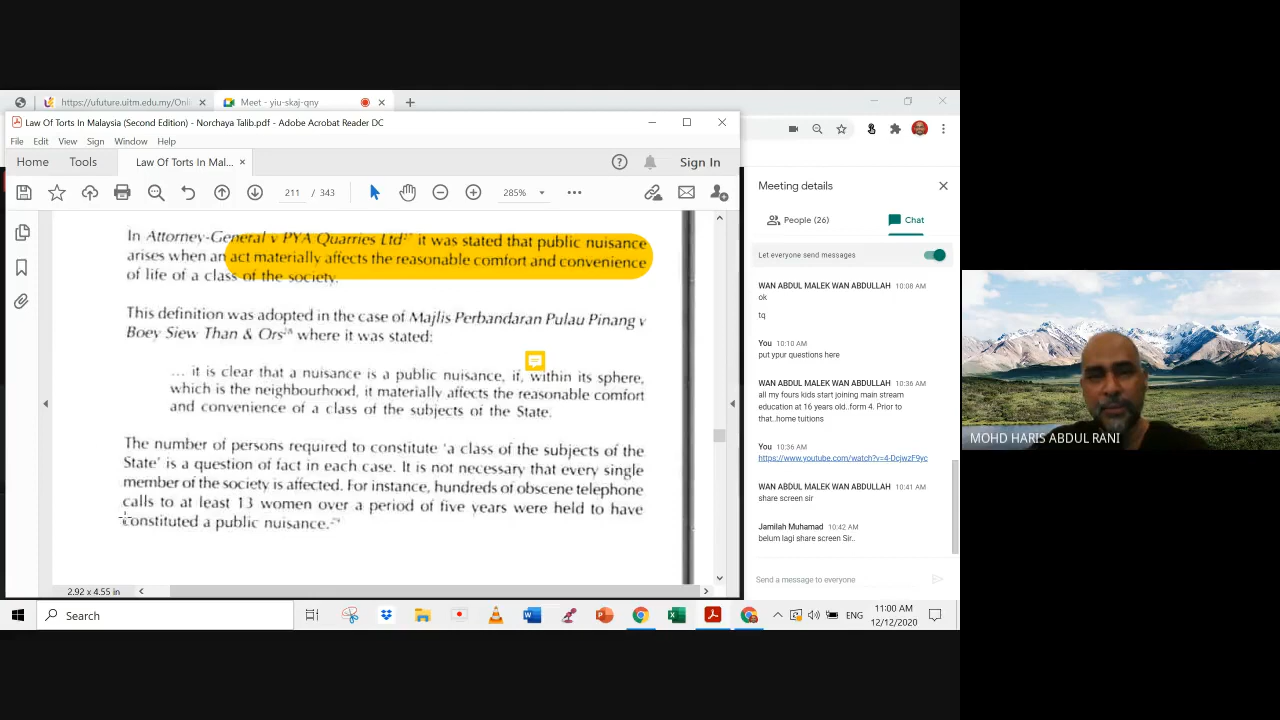 https://ufuture.uitm.edu.my/Onli
Meet - yiu-skaj-qny
Law Of Torts In Malaysia (Second Edition) - Norchaya Talib.pdf - Adobe Acrobat Reader DC
File Edit View Sign Window Help
Home Tools Law Of Torts In Mal... Sign In
211 / 343 285%
In Attorney-General v PYA Quarries Ltd it was stated that public nuisance
arises when an act materially affects the reasonable comfort and convenience
of life of a class of the society.
This definition was adopted in the case of Majlis Perbandaran Pulau Pinang v
Boey Siew Than & Ors where it was stated:
... it is clear that a nuisance is a public nuisance, if, within its sphere,
which is the neighbourhood, it materially affects the reasonable comfort
and convenience of a class of the subjects of the State.
The number of persons required to constitute 'a class of the subjects of the
State' is a question of fact in each case. It is not necessary that every single
member of the society is affected. For instance, hundreds of obscene telephone
calls to at least 13 women over a period of five years were held to have
constituted a public nuisance.
2.92 x 4.55 in
Meeting details
People (26) Chat
Let everyone send messages
WAN ABDUL MALEK WAN ABDULLAH 10:08 AM
ok
tq
You 10:10 AM
put ypur questions here
WAN ABDUL MALEK WAN ABDULLAH 10:36 AM
all my fours kids start joining main stream
education at 16 years old..form 4. Prior to
that..home tuitions
You 10:36 AM
https://www.youtube.com/watch?v=4-DcjwzF9yc
WAN ABDUL MALEK WAN ABDULLAH 10:41 AM
share screen sir
Jamilah Muhamad 10:42 AM
belum lagi share screen Sir..
Send a message to everyone
MOHD HARIS ABDUL RANI
Search
ENG
11:00 AM
12/12/2020